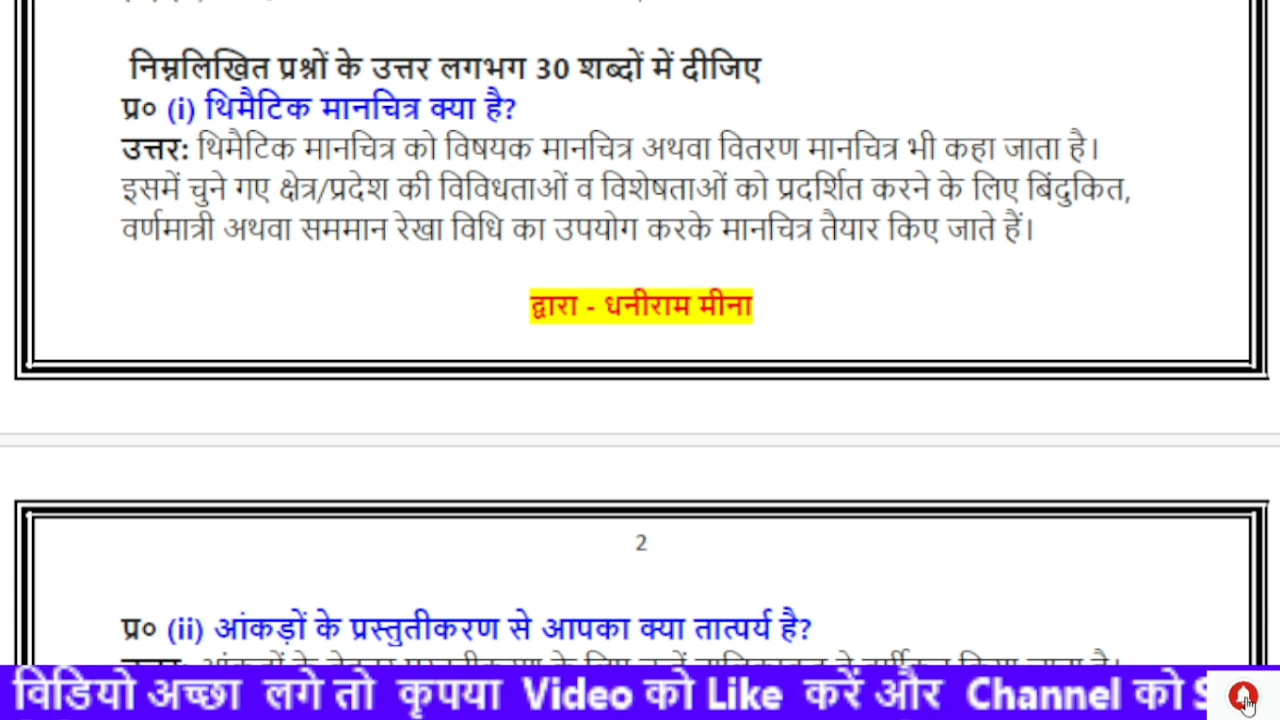 निम्नलिखित प्रश्नों के उत्तर लगभग 30 शब्दों में दीजिए
प्र० (i) थिमैटिक मानचित्र क्या है?
उत्तर: थिमैटिक मानचित्र को विषयक मानचित्र अथवा वितरण मानचित्र भी कहा जाता है।
इसमें चुने गए क्षेत्र/प्रदेश की विविधताओं व विशेषताओं को प्रदर्शित करने के लिए बिंदुकित,
वर्णमात्री अथवा सममान रेखा विधि का उपयोग करके मानचित्र तैयार किए जाते हैं।
द्वारा - धनीराम मीना
2
प्र० (ii) आंकड़ों के प्रस्तुतीकरण से आपका क्या तात्पर्य है?
विडियो अच्छा लगे तो कृपया Video को Like करें और Channel को S